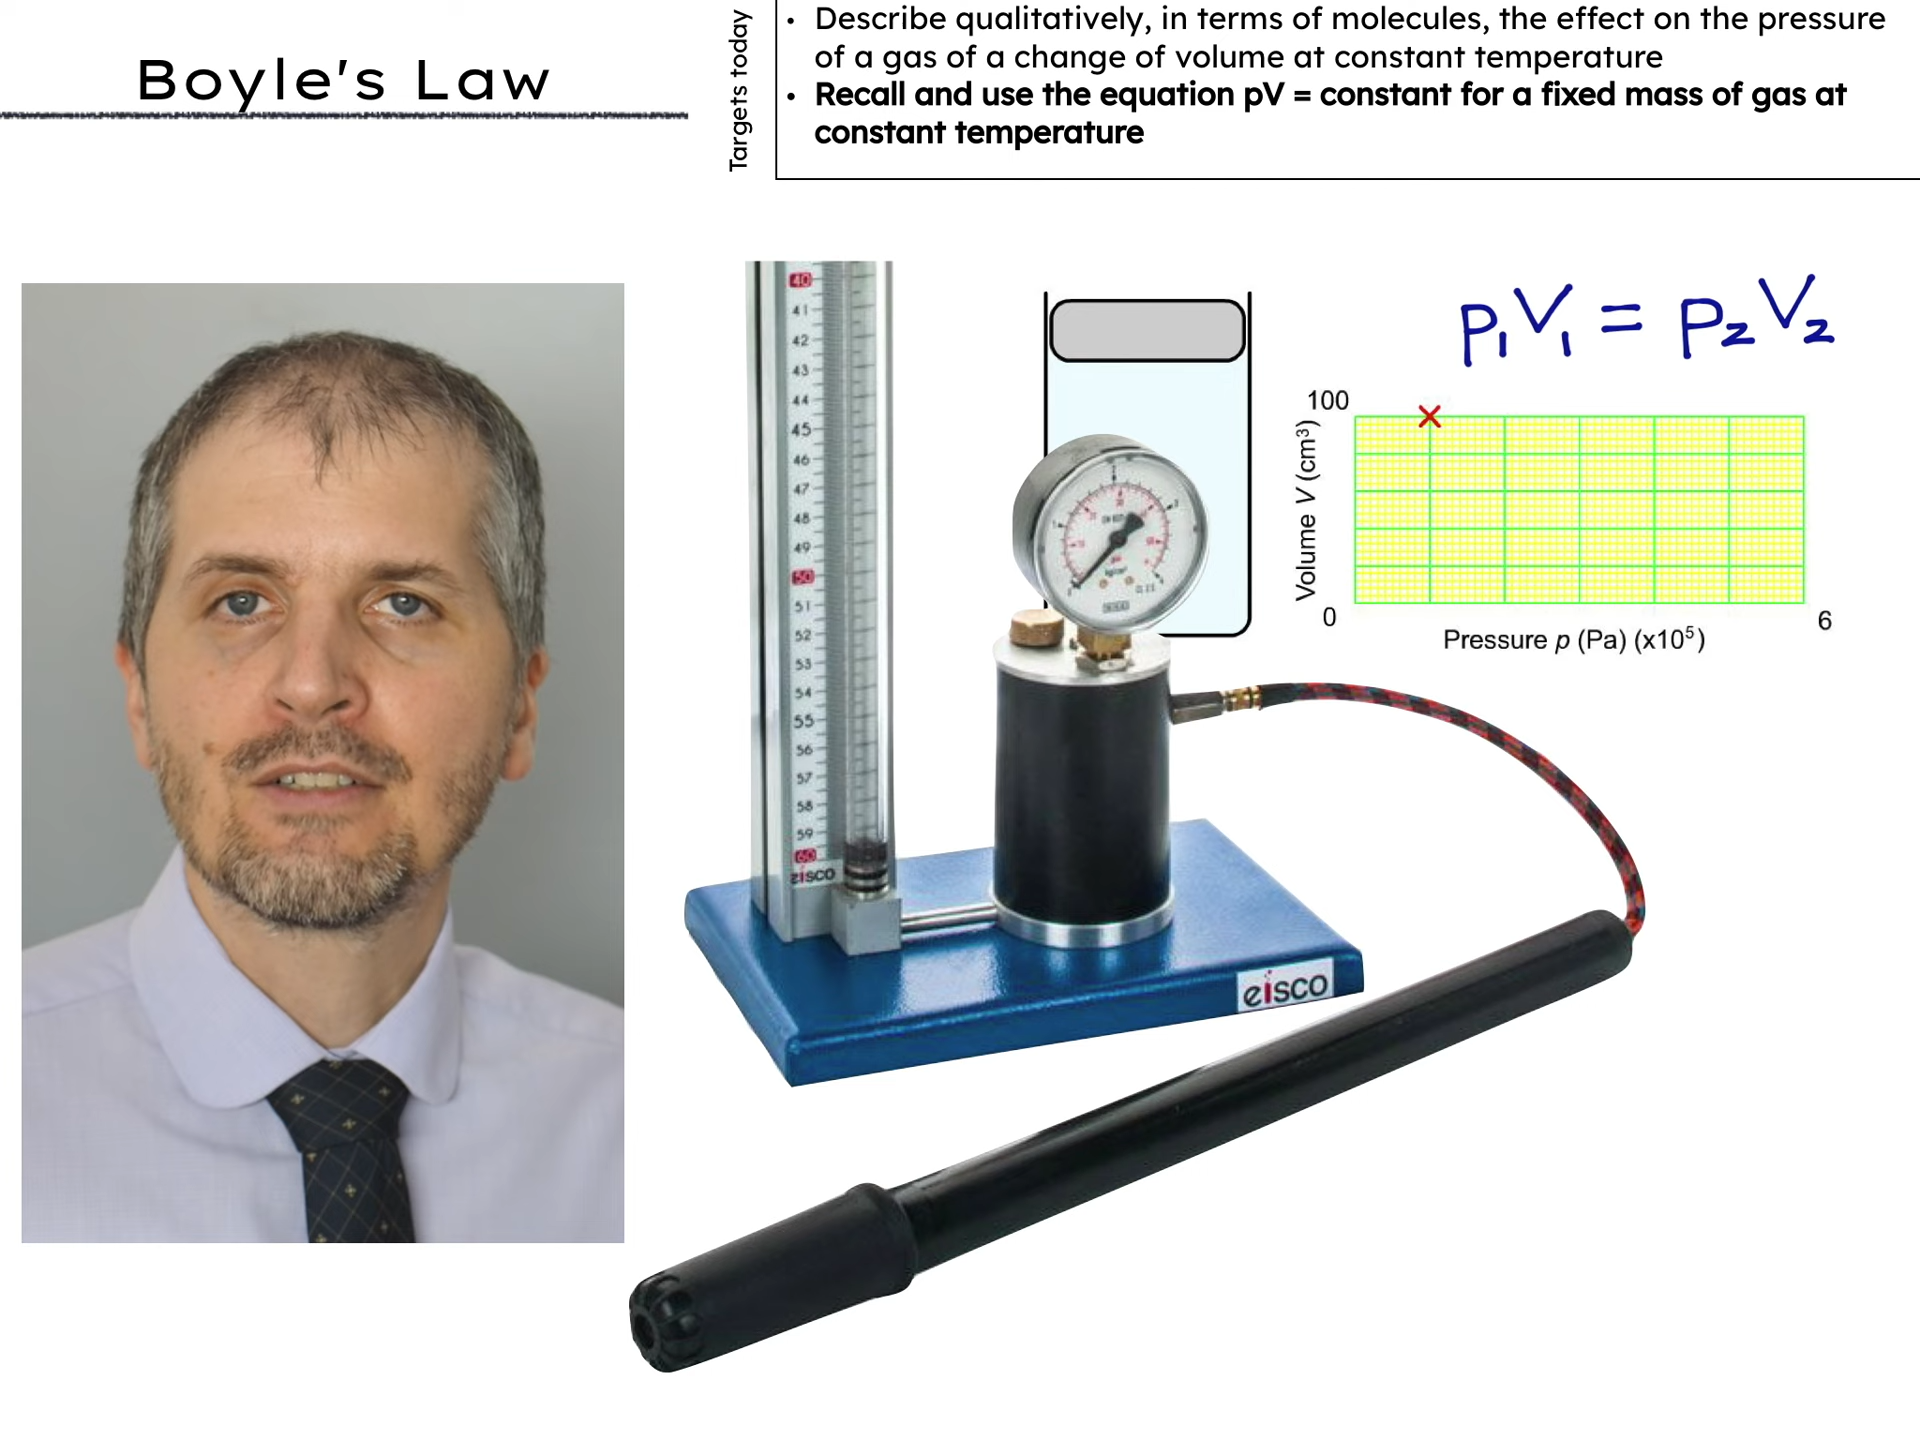 Boyle's Law
Targets today
• Describe qualitatively, in terms of molecules, the effect on the pressure
of a gas of a change of volume at constant temperature
• Recall and use the equation pV = constant for a fixed mass of gas at
constant temperature
p₁V₁ = p₂V₂
40
41
42
43
44
45
46
47
48
49
50
51
52
53
54
55
56
57
58
59
60
eisco
100
Volume V (cm³)
0
6
Pressure p (Pa) (x10⁵)
eisco